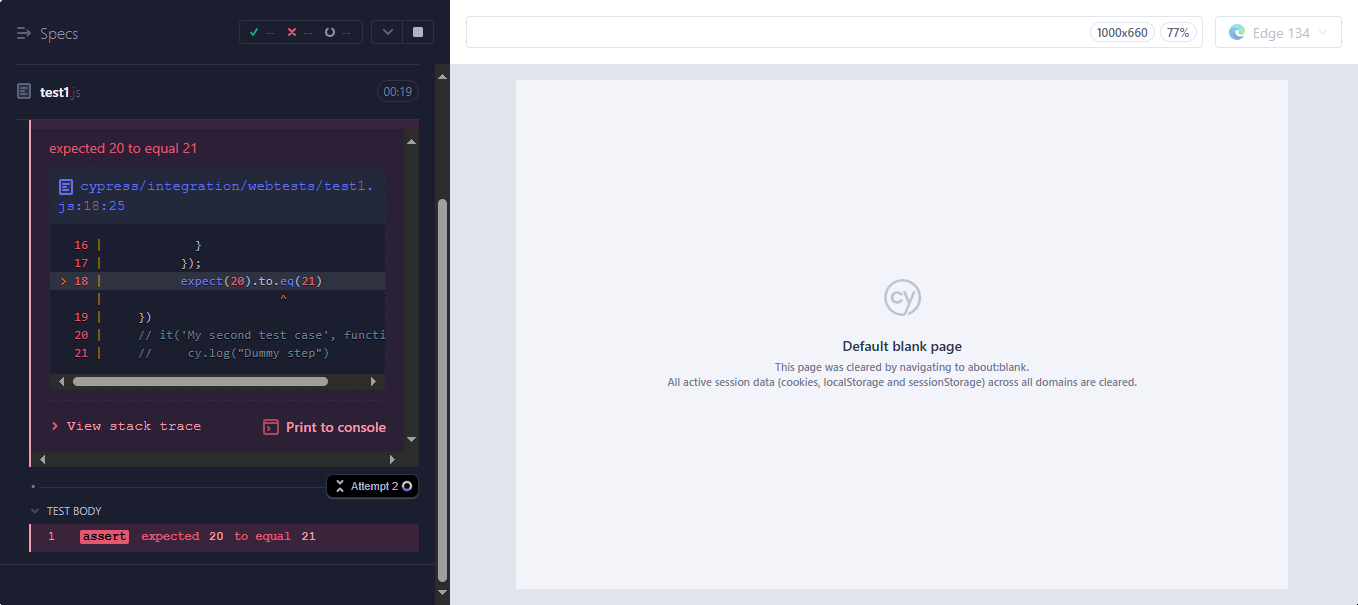 Specs
-- -- --
test1.js
00:19
expected 20 to equal 21
cypress/integration/webtests/test1.
js:18:25
16 | }
17 | });
> 18 | expect(20).to.eq(21)
| ^
19 | })
20 | // it('My second test case', functi
21 | // cy.log("Dummy step")
View stack trace
Print to console
Attempt 2
TEST BODY
1 assert expected 20 to equal 21
1000x660
77%
Edge 134
cy
Default blank page
This page was cleared by navigating to about:blank.
All active session data (cookies, localStorage and sessionStorage) across all domains are cleared.